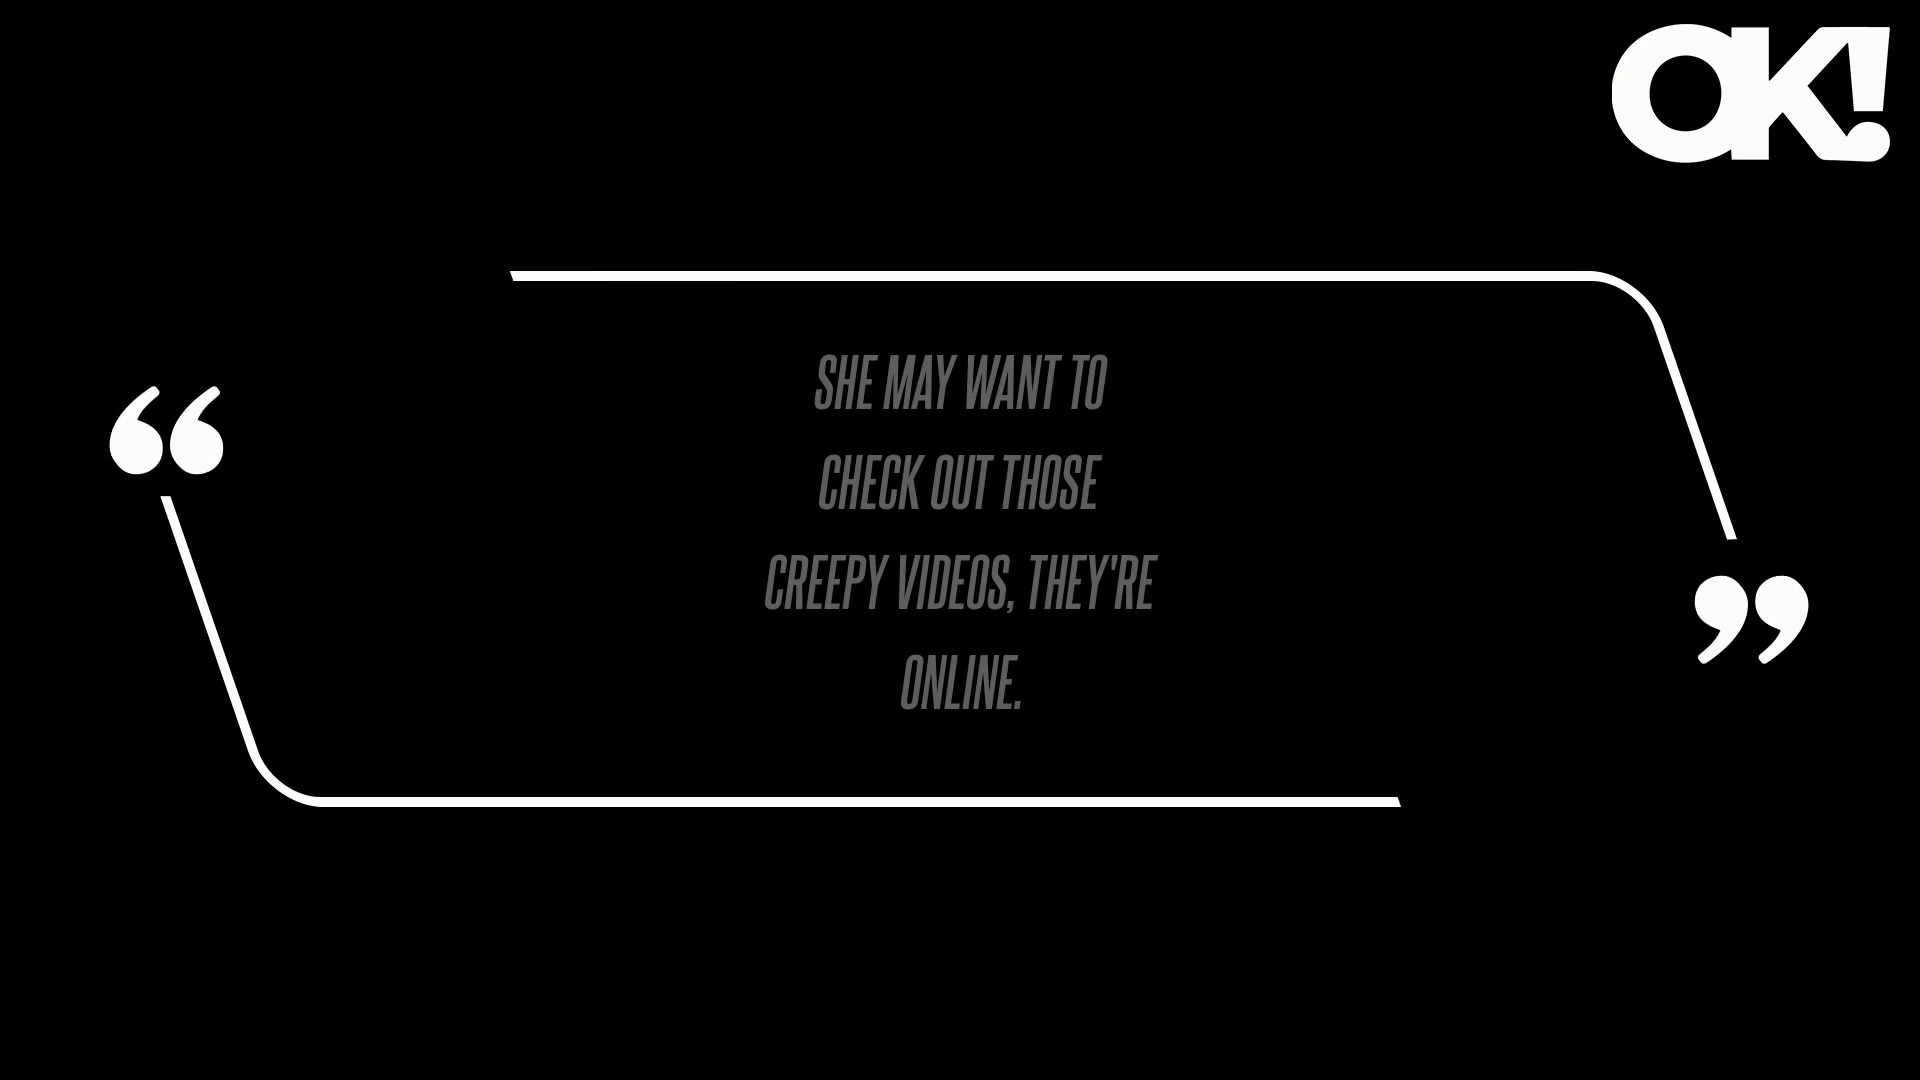 OK!
“
SHE MAY WANT TO
CHECK OUT THOSE
CREEPY VIDEOS, THEY'RE
ONLINE.
”